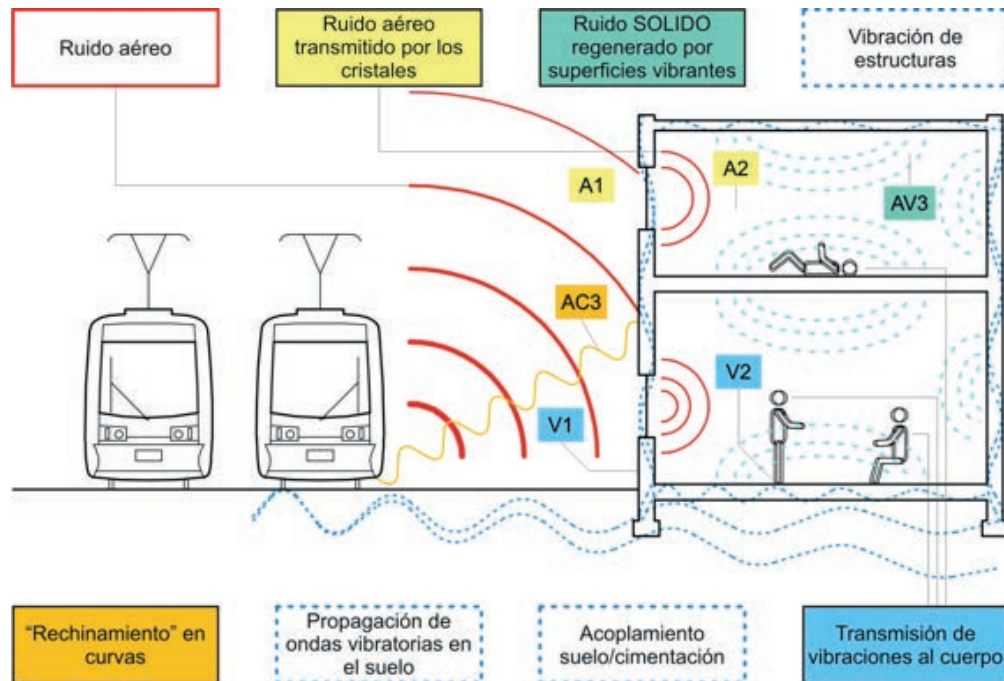 Ruido aéreo
Ruido aéreo
transmitido por los
cristales
Ruido SOLIDO
regenerado por
superficies vibrantes
Vibración de
estructuras
A1
A2
AV3
AC3
V1
V2
“Rechinamiento” en
curvas
Propagación de
ondas vibratorias en
el suelo
Acoplamiento
suelo/cimentación
Transmisión de
vibraciones al cuerpo